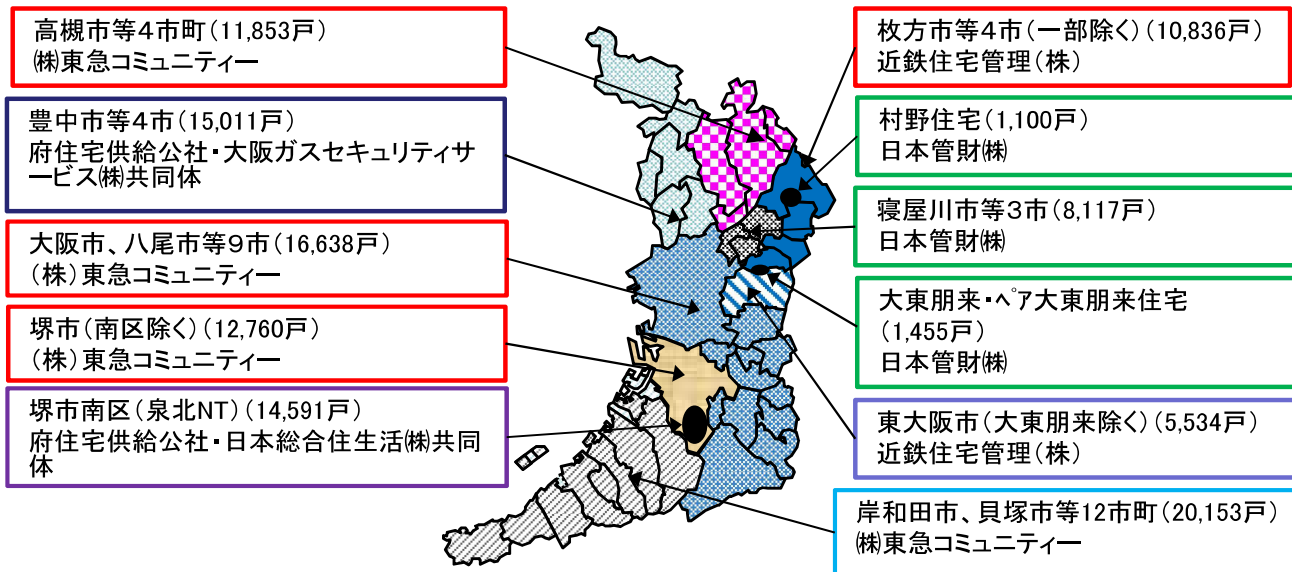 高槻市等4市町(11,853戸)
㈱東急コミュニティー
豊中市等4市(15,011戸)
府住宅供給公社・大阪ガスセキュリティサ
ービス㈱共同体
大阪市、八尾市等9市(16,638戸)
(株)東急コミュニティー
堺市(南区除く)(12,760戸)
(株)東急コミュニティー
堺市南区(泉北NT)(14,591戸)
府住宅供給公社・日本総合住生活㈱共同
体
枚方市等4市(一部除く)(10,836戸)
近鉄住宅管理(株)
村野住宅(1,100戸)
日本管財㈱
寝屋川市等3市(8,117戸)
日本管財㈱
大東朋来・ペア大東朋来住宅
(1,455戸)
日本管財㈱
東大阪市(大東朋来除く)(5,534戸)
近鉄住宅管理(株)
岸和田市、貝塚市等12市町(20,153戸)
㈱東急コミュニティー